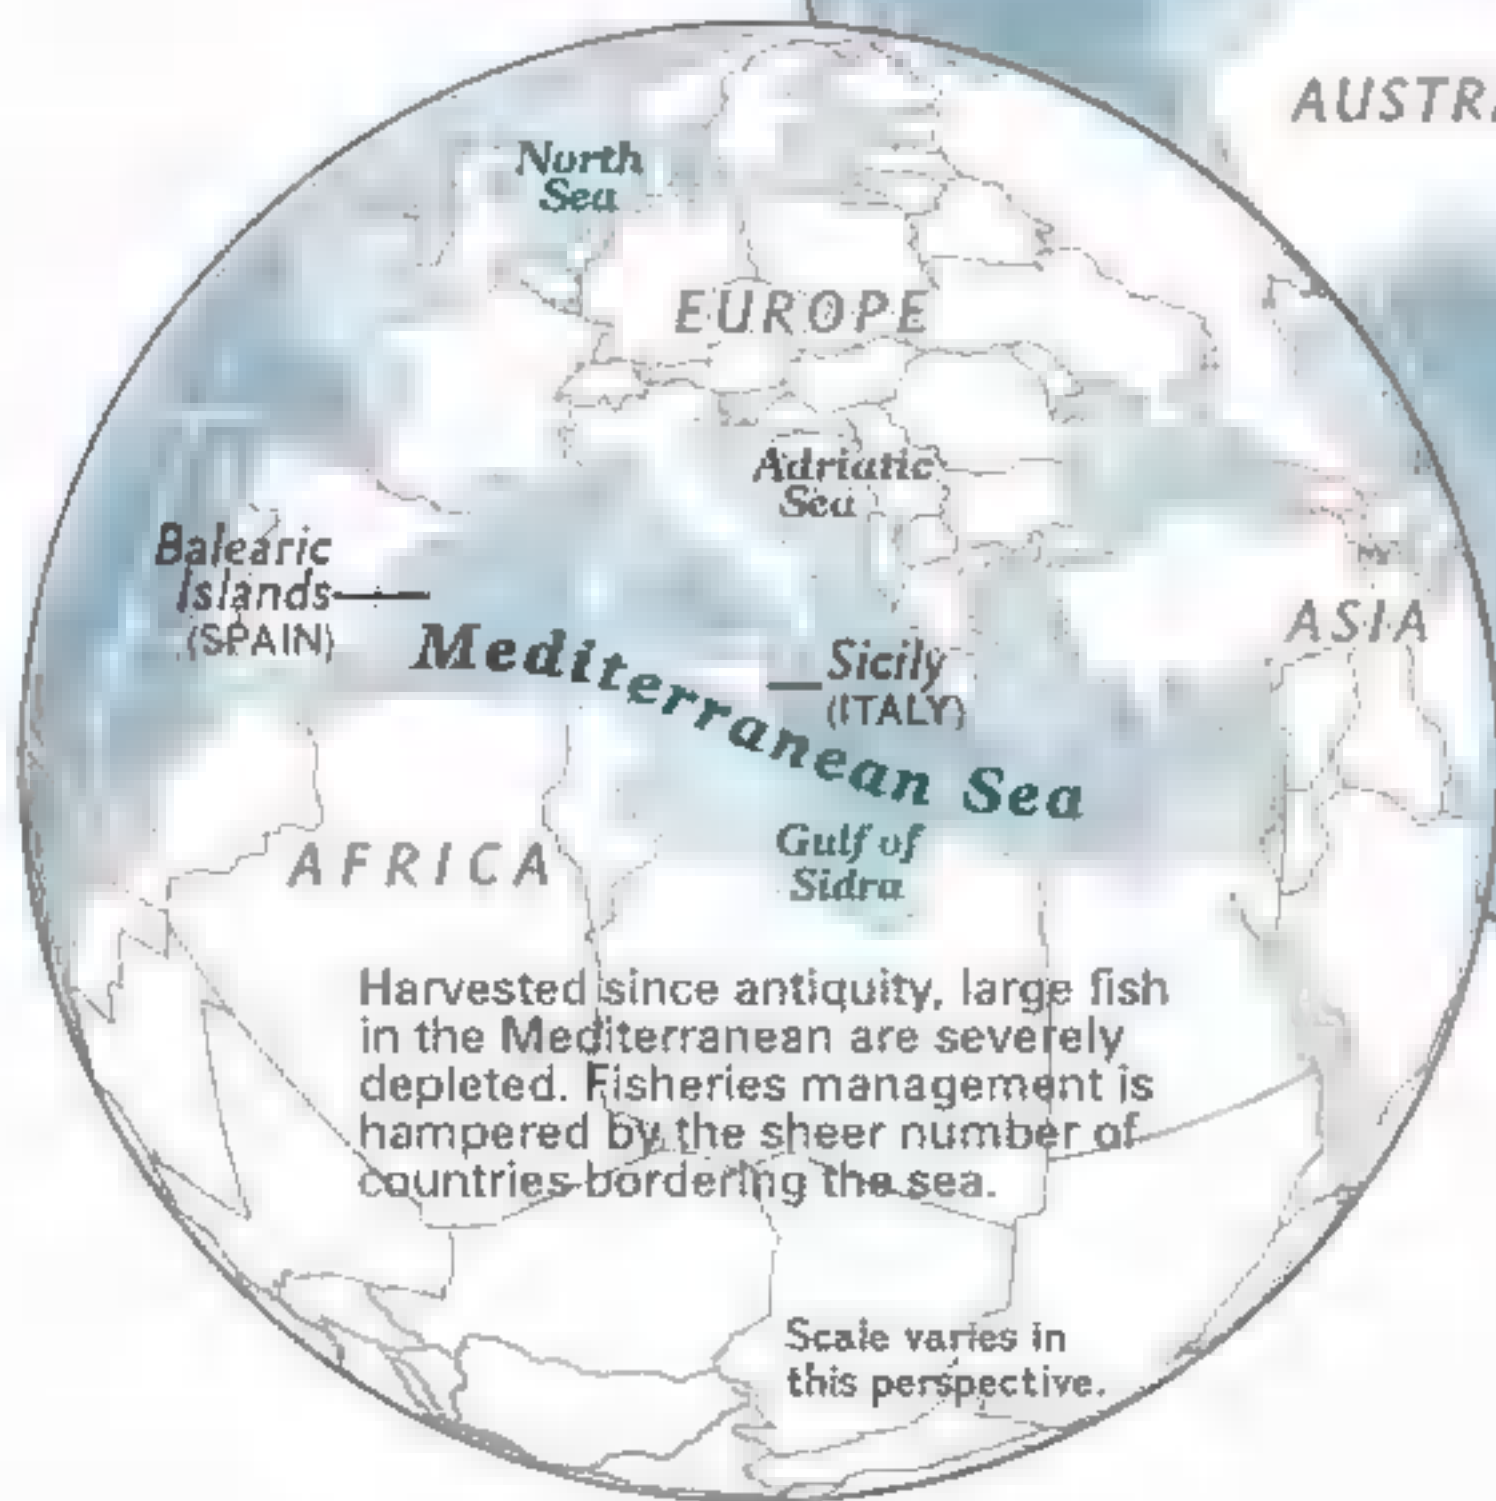 AUSTR
North
Sea
EUROPE
Adriatic
Sea
Balearic
Islands
(SPAIN)
ASIA
Mediterranean Sea
Sicily
(ITALY)
Gulf of
Sidra
AFRICA
Harvested since antiquity, large fish
in the Mediterranean are severely
depleted. Fisheries management is
hampered by the sheer number of
countries bordering the sea.
Scale varies in
this perspective.